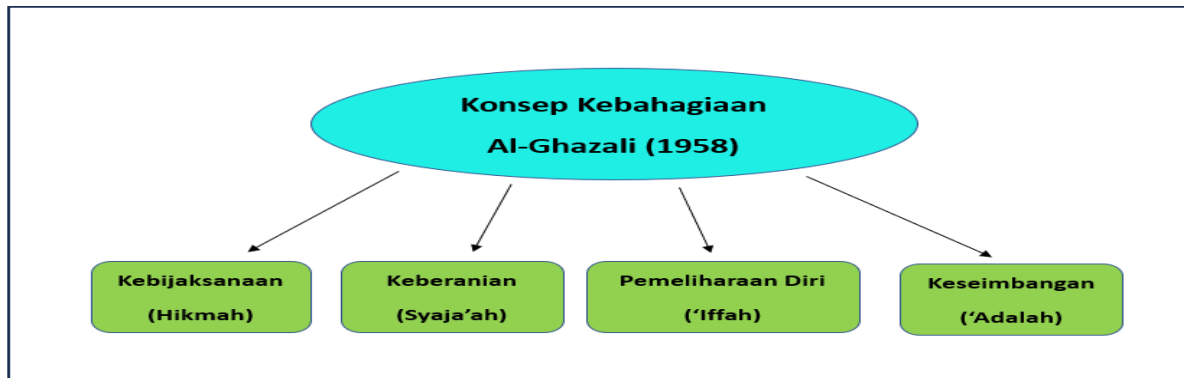 Konsep Kebahagiaan
Al-Ghazali (1958)
Kebijaksanaan
(Hikmah)
Keberanian
(Syaja’ah)
Pemeliharaan Diri
(‘Iffah)
Keseimbangan
(‘Adalah)